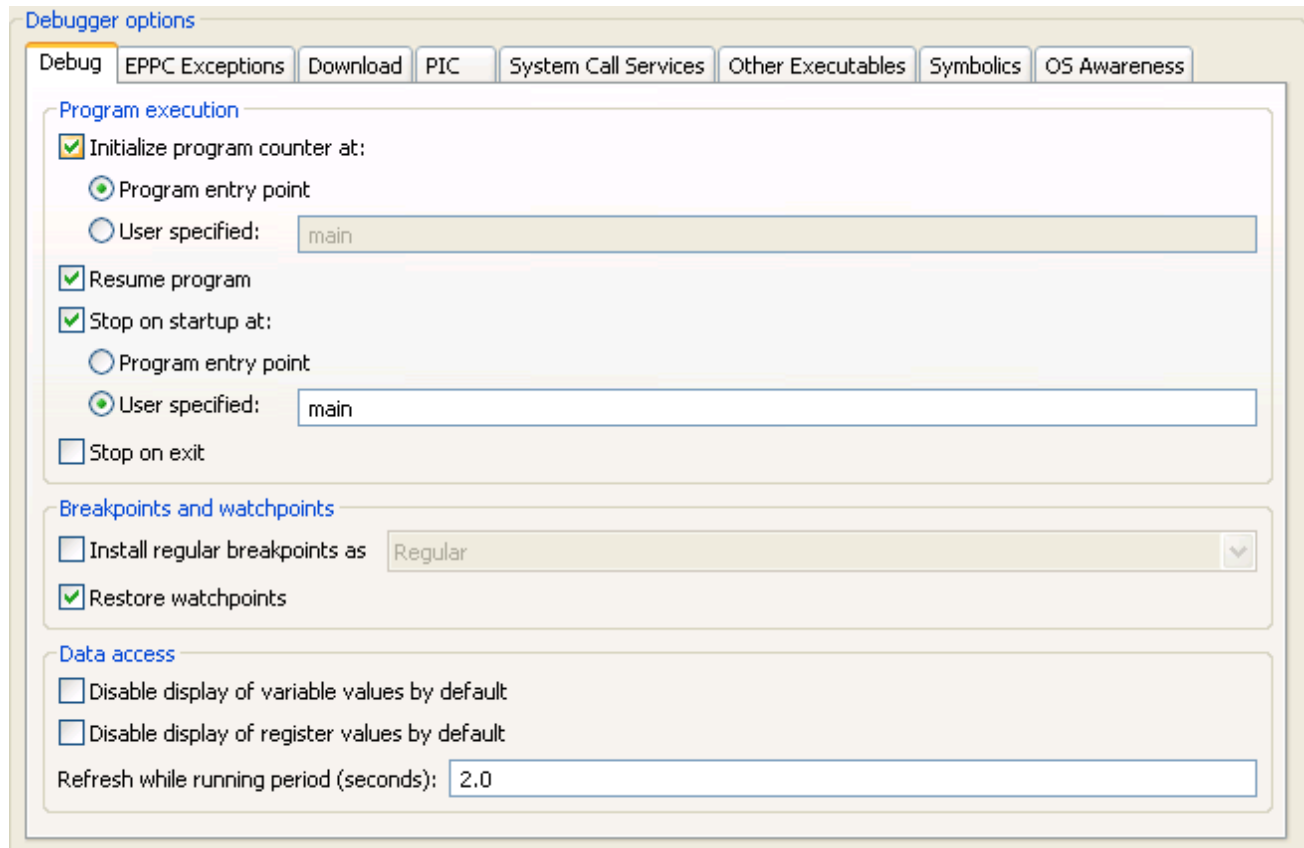 Debugger options
Debug EPPC Exceptions Download PIC System Call Services Other Executables Symbolics OS Awareness
Program execution
Initialize program counter at:
Program entry point
User specified: main
Resume program
Stop on startup at:
Program entry point
User specified: main
Stop on exit
Breakpoints and watchpoints
Install regular breakpoints as Regular
Restore watchpoints
Data access
Disable display of variable values by default
Disable display of register values by default
Refresh while running period (seconds): 2.0